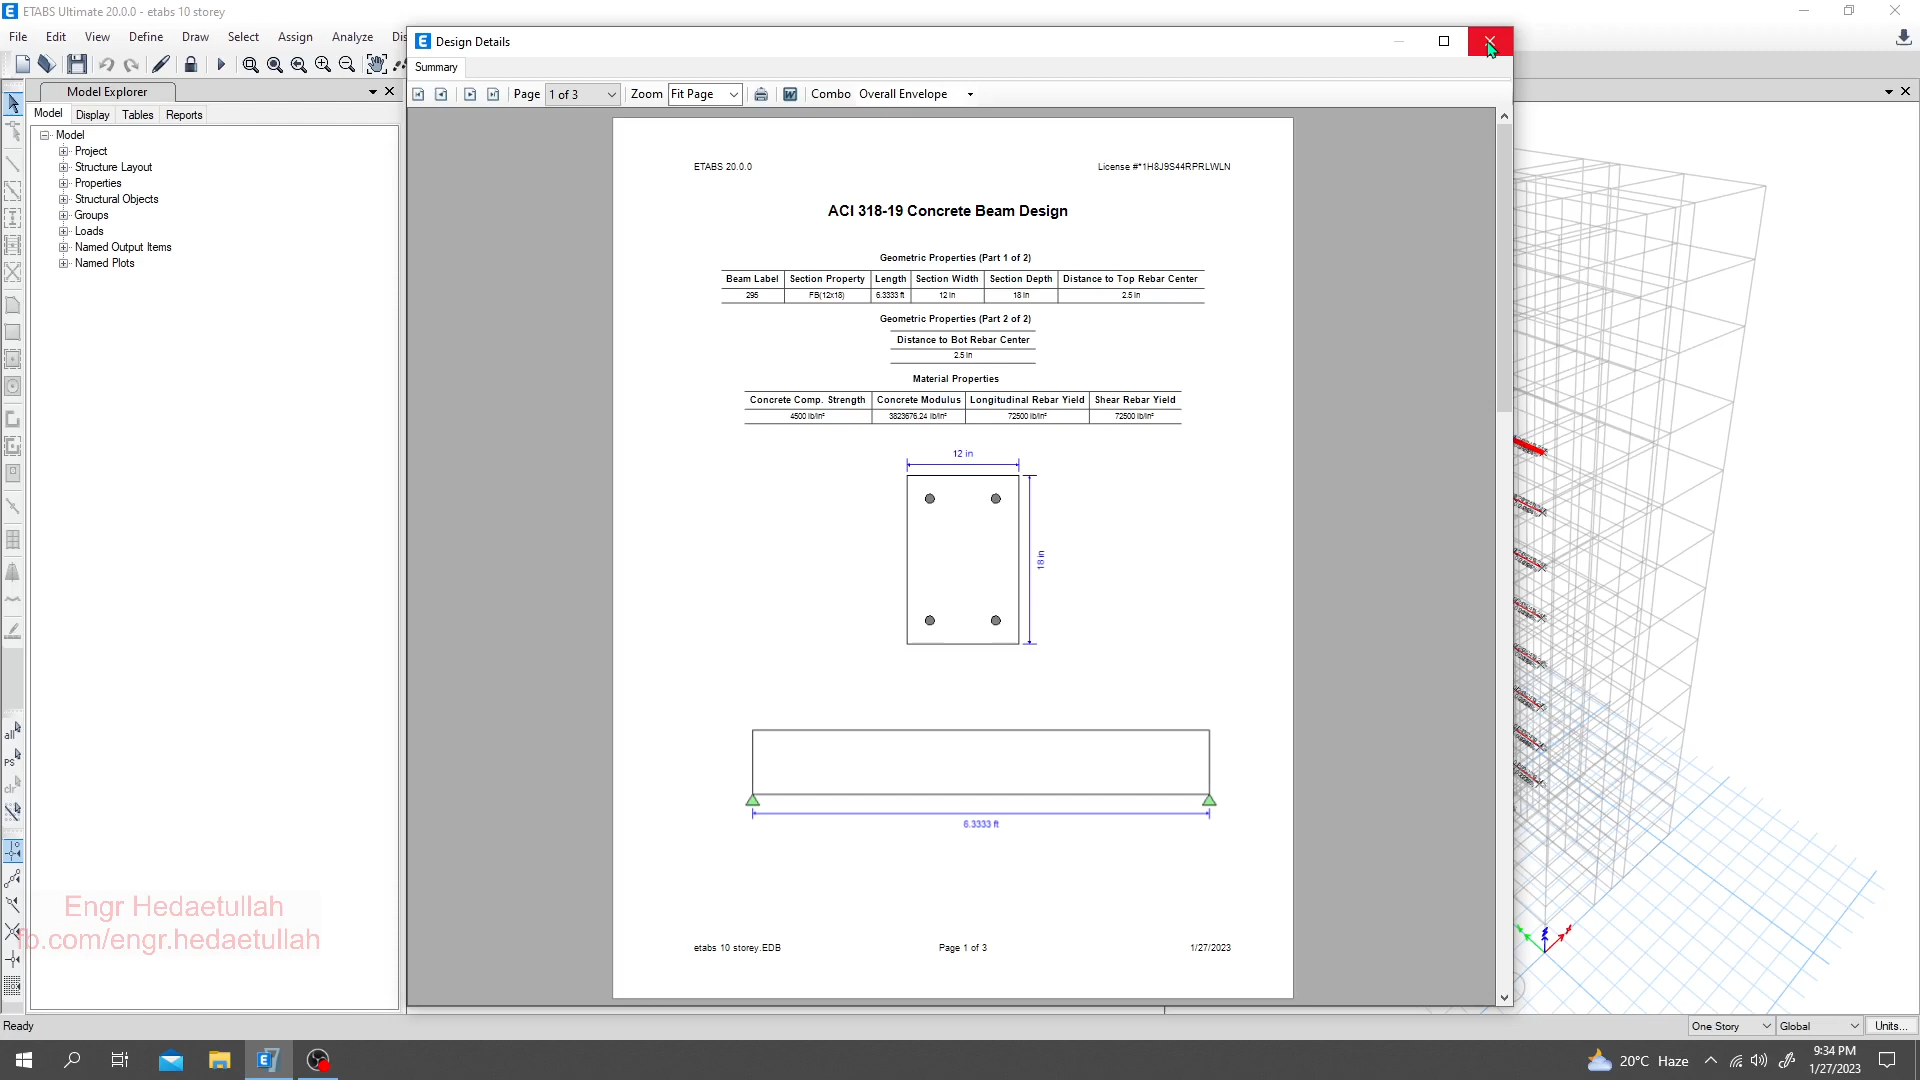 ETABS Ultimate 20.0.0 - etabs 10 storey
File Edit View Define Draw Select Assign Analyze Dis
Design Details
Summary
Page 1 of 3 Zoom Fit Page Combo Overall Envelope
Model Explorer
Model Display Tables Reports
Model
Project
Structure Layout
Properties
Structural Objects
Groups
Loads
Named Output Items
Named Plots
all
PS
clr
ETABS 20.0.0 License #*1H8J9S44RPRLWLN
ACI 318-19 Concrete Beam Design
Geometric Properties (Part 1 of 2)
Beam Label Section Property Length Section Width Section Depth Distance to Top Rebar Center
295 FB(12x18) 6.3333 ft 12 in 18 in 2.5 in
Geometric Properties (Part 2 of 2)
Distance to Bot Rebar Center
2.5 in
Material Properties
Concrete Comp. Strength Concrete Modulus Longitudinal Rebar Yield Shear Rebar Yield
4500 lb/in² 3823676.24 lb/in² 72500 lb/in² 72500 lb/in²
12 in
18 in
6.3333 ft
etabs 10 storey.EDB Page 1 of 3 1/27/2023
Engr Hedaetullah
fb.com/engr.hedaetullah
Ready One Story Global Units...
20°C Haze 9:34 PM
1/27/2023